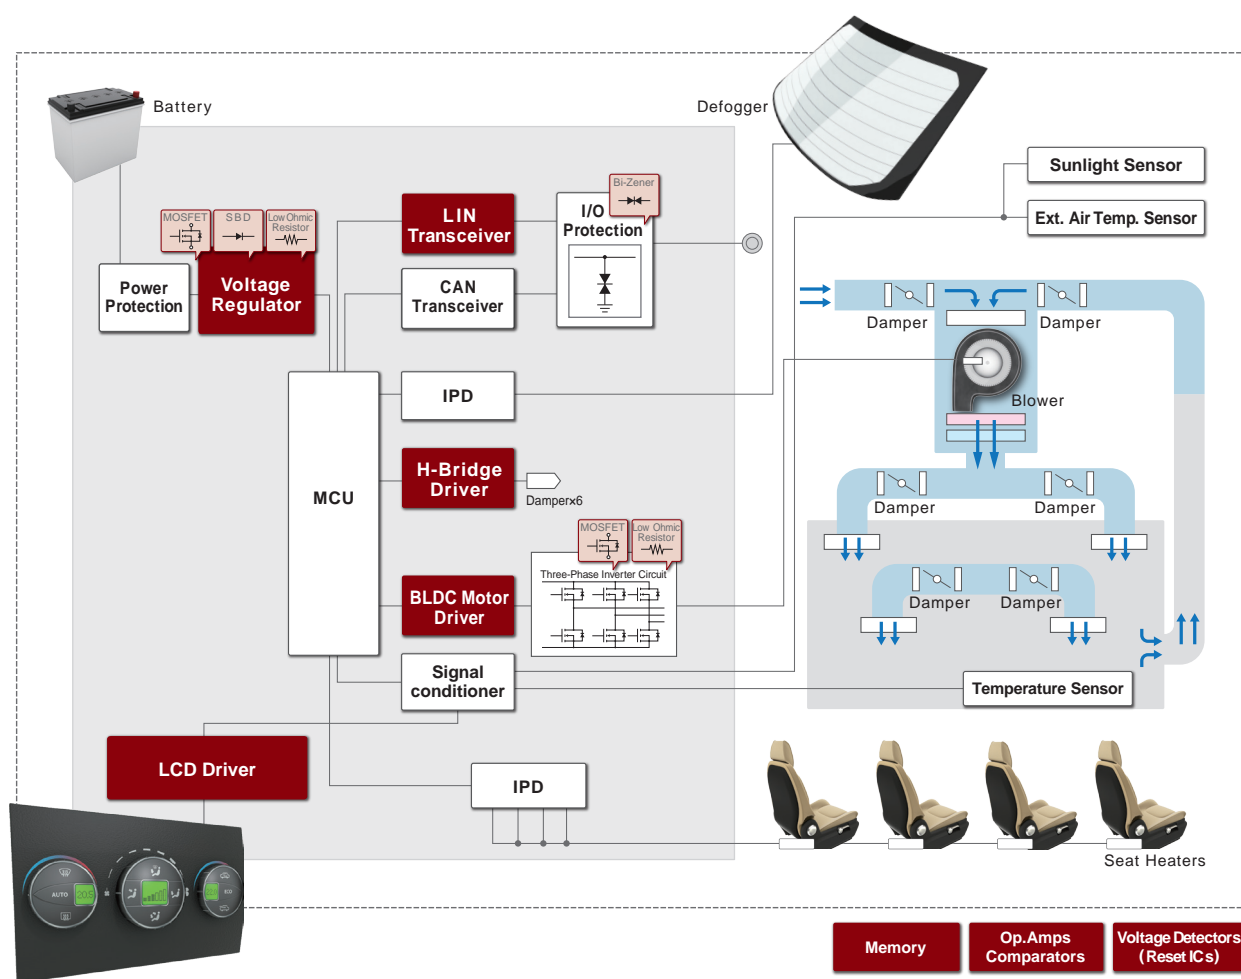 Battery
Defogger
Sunlight Sensor
Ext. Air Temp. Sensor
MOSFET
SBD
Low Ohmic
Resistor
Bi-Zener
LIN
Transceiver
I/O
Protection
Power
Protection
Voltage
Regulator
CAN
Transceiver
Damper
Damper
Blower
IPD
MCU
H-Bridge
Driver
Damper×6
Damper
Damper
MOSFET
Low Ohmic
Resistor
Three-Phase Inverter Circuit
BLDC Motor
Driver
Damper
Damper
Signal
conditioner
Temperature Sensor
LCD Driver
IPD
Seat Heaters
AUTO
20.5
ECO
Memory
Op.Amps
Comparators
Voltage Detectors
(Reset ICs)